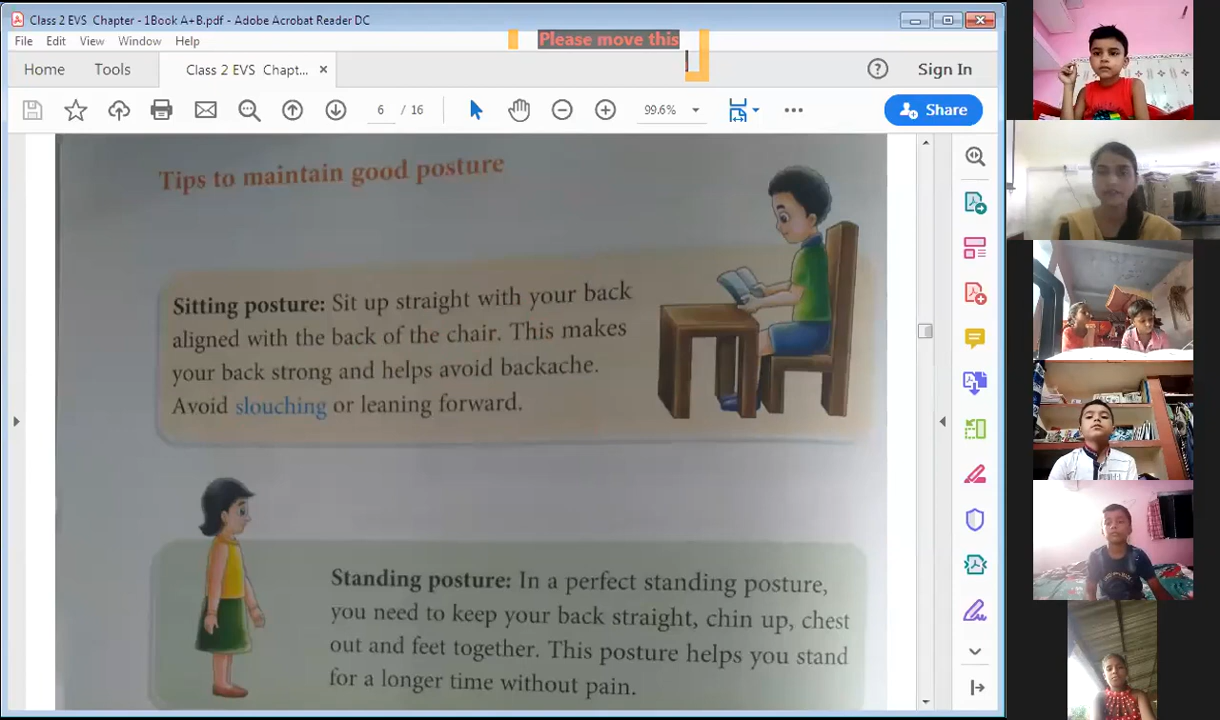 Class 2 EVS Chapter - 1Book A+B.pdf - Adobe Acrobat Reader DC
File Edit View Window Help
Please move this
Home Tools Class 2 EVS Chapt... Sign In
6 / 16 99.6% Share
Tips to maintain good posture
Sitting posture: Sit up straight with your back
aligned with the back of the chair. This makes
your back strong and helps avoid backache.
Avoid slouching or leaning forward.
Standing posture: In a perfect standing posture,
you need to keep your back straight, chin up, chest
out and feet together. This posture helps you stand
for a longer time without pain.